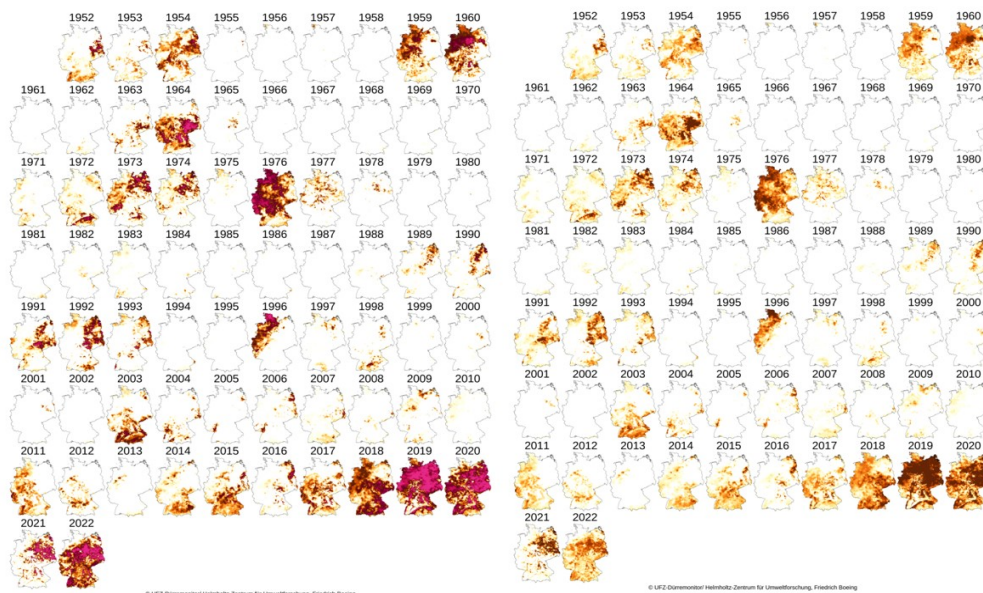 1952 1953 1954 1955 1956 1957 1958 1959 1960
1961 1962 1963 1964 1965 1966 1967 1968 1969 1970
1971 1972 1973 1974 1975 1976 1977 1978 1979 1980
1981 1982 1983 1984 1985 1986 1987 1988 1989 1990
1991 1992 1993 1994 1995 1996 1997 1998 1999 2000
2001 2002 2003 2004 2005 2006 2007 2008 2009 2010
2011 2012 2013 2014 2015 2016 2017 2018 2019 2020
2021 2022
1952 1953 1954 1955 1956 1957 1958 1959 1960
1961 1962 1963 1964 1965 1966 1967 1968 1969 1970
1971 1972 1973 1974 1975 1976 1977 1978 1979 1980
1981 1982 1983 1984 1985 1986 1987 1988 1989 1990
1991 1992 1993 1994 1995 1996 1997 1998 1999 2000
2001 2002 2003 2004 2005 2006 2007 2008 2009 2010
2011 2012 2013 2014 2015 2016 2017 2018 2019 2020
2021 2022
© UFZ-Dürremonitor/ Helmholtz-Zentrum für Umweltforschung, Friedrich Boeing